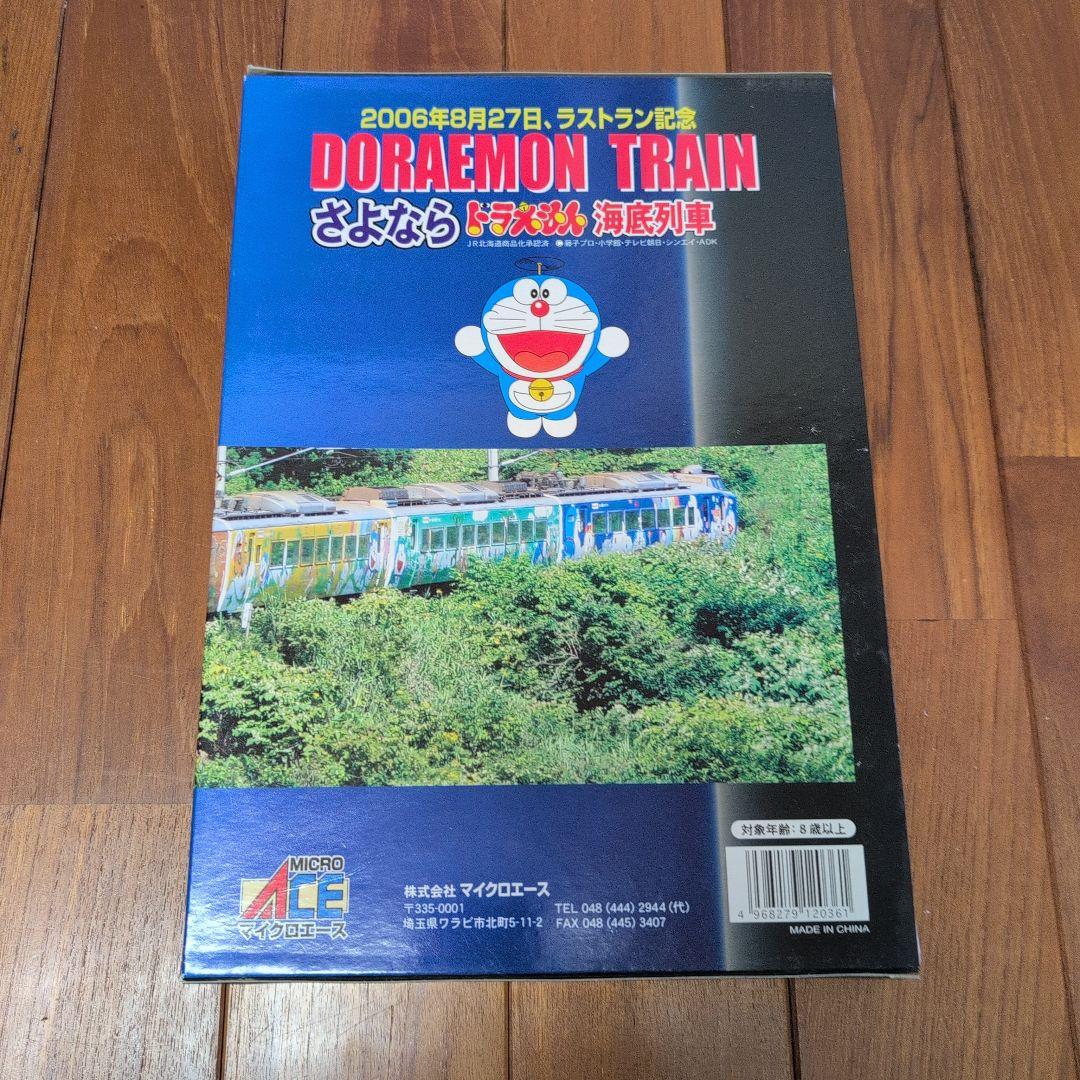 2006年8月27日、ラストラン記念
DORAEMON TRAIN
さよなら ドラえもん 海底列車
JR北海道商品化承認済 ©藤子プロ・小学館・テレビ朝日・シンエイ・ADK
対象年齢:8歳以上
4 968279 120361
MADE IN CHINA
MICRO
ACE
マイクロエース
株式会社 マイクロエース
〒335-0001 TEL 048 (444) 2944 (代)
埼玉県ワラビ市北町5-11-2 FAX 048 (445) 3407